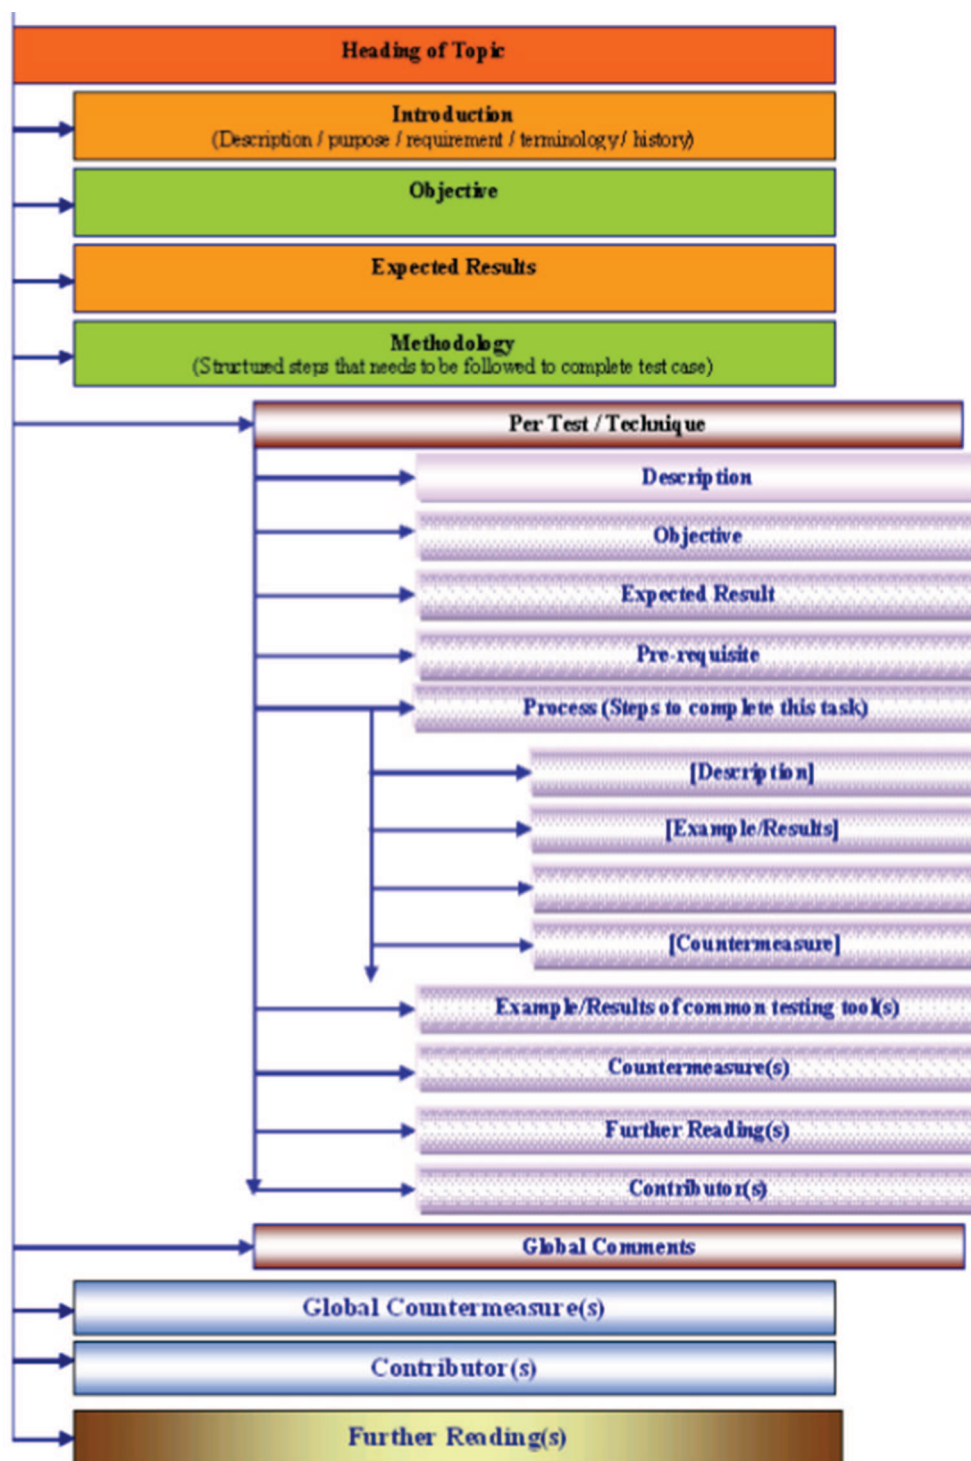 Heading of Topic
Introduction
(Description / purpose / requirement / terminology / history)
Objective
Expected Results
Methodology
(Structured steps that needs to be followed to complete test case)
Per Test / Technique
Description
Objective
Expected Result
Pre-requisite
Process (Steps to complete this task)
[Description]
[Example/Results]
[Countermeasure]
Example/Results of common testing tool(s)
Countermeasure(s)
Further Reading(s)
Contributor(s)
Global Comments
Global Countermeasure(s)
Contributor(s)
Further Reading(s)